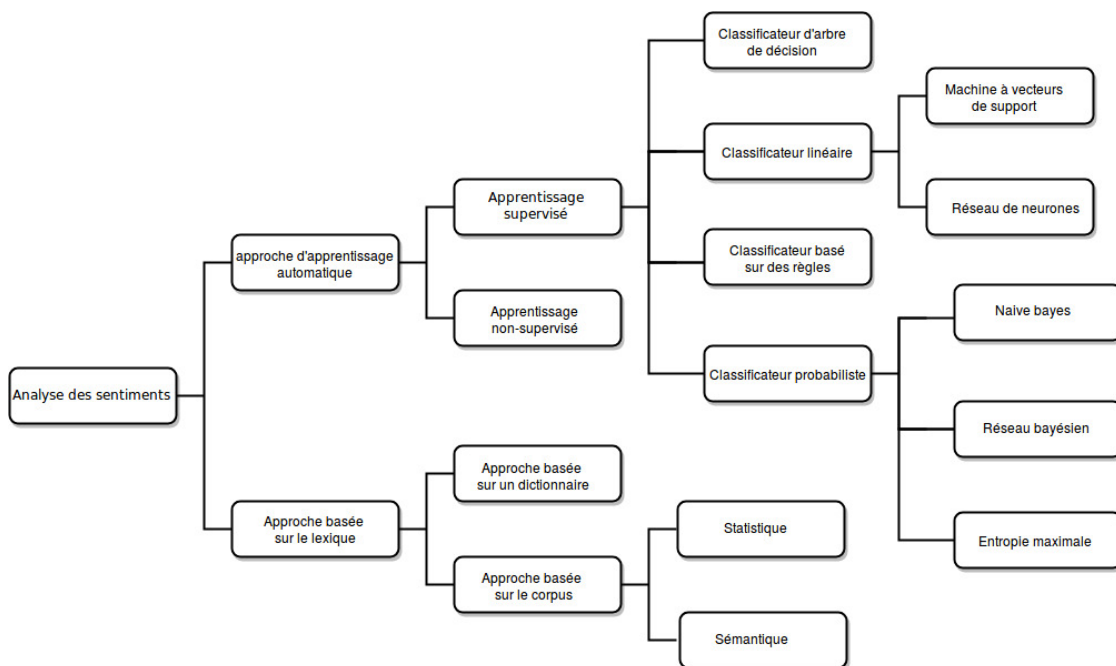 Classificateur d'arbre
de décision
Machine à vecteurs
de support
Classificateur linéaire
Apprentissage
supervisé
Réseau de neurones
Classificateur basé
sur des règles
approche d'apprentissage
automatique
Apprentissage
non-supervisé
Naive bayes
Classificateur probabiliste
Analyse des sentiments
Réseau bayésien
Approche basée
sur un dictionnaire
Approche basée
sur le lexique
Statistique
Entropie maximale
Approche basée
sur le corpus
Sémantique